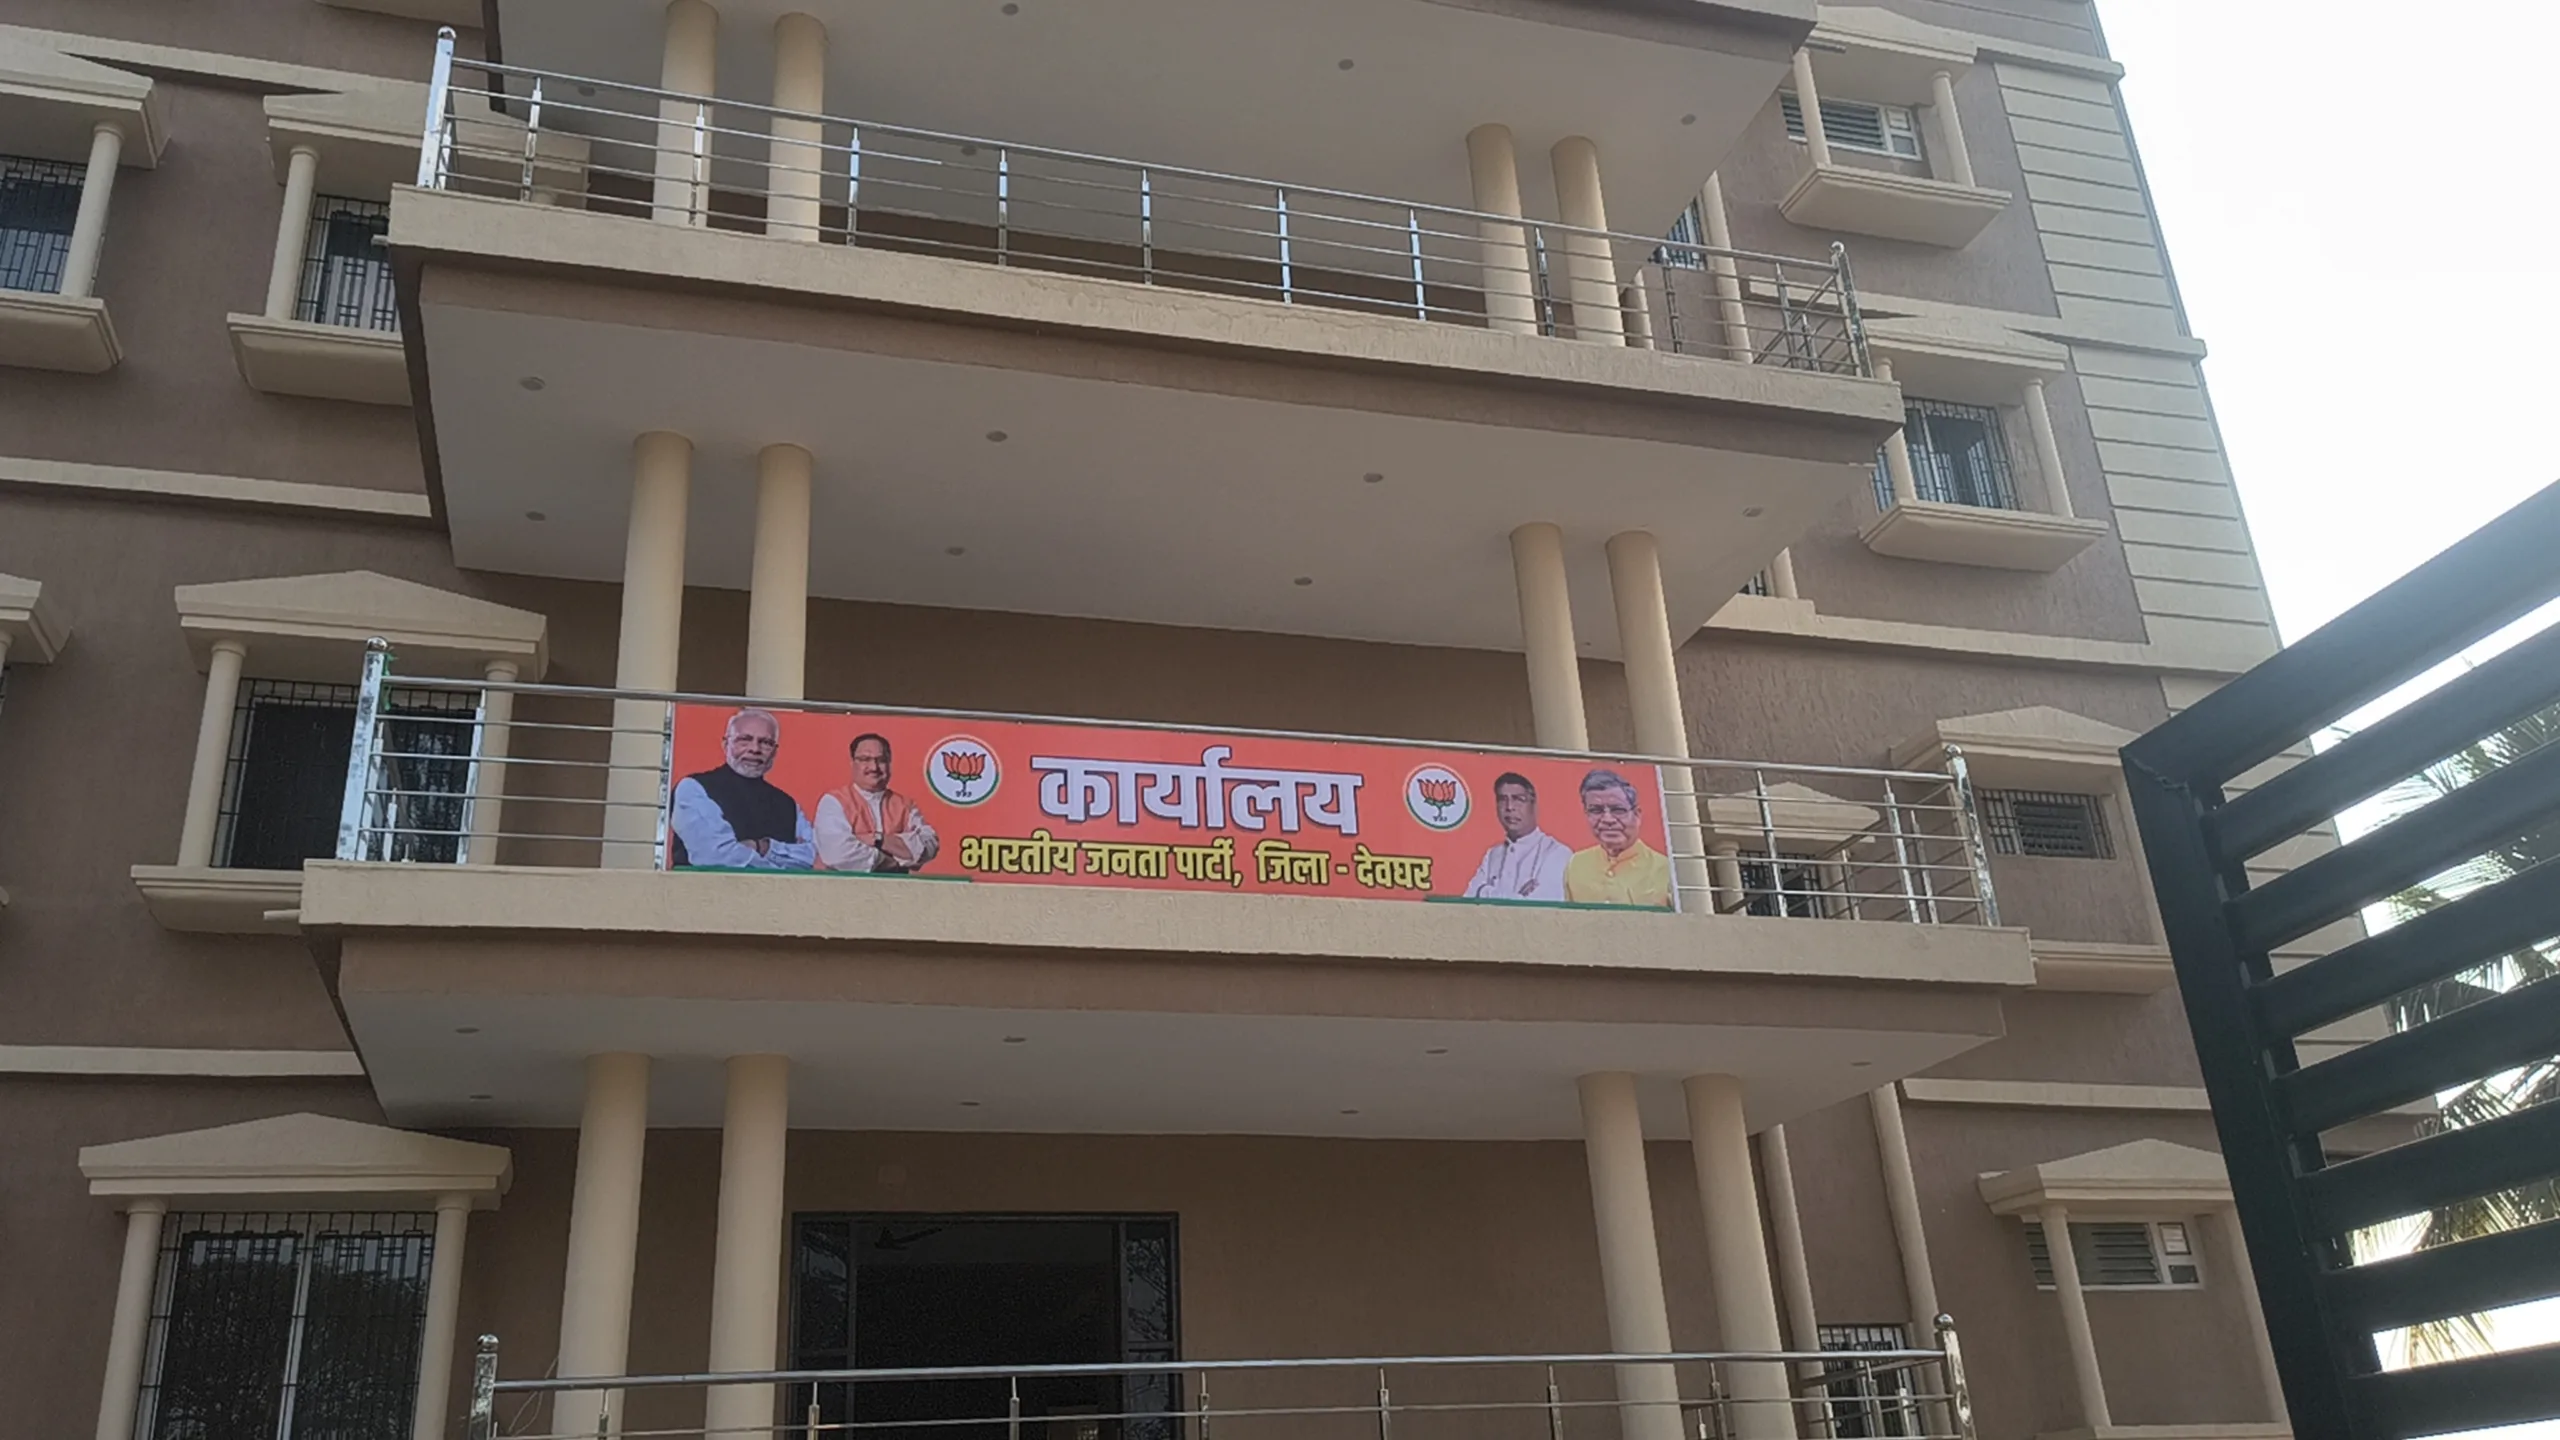 कार्यालय
भारतीय जनता पार्टी, जिला - देवघर